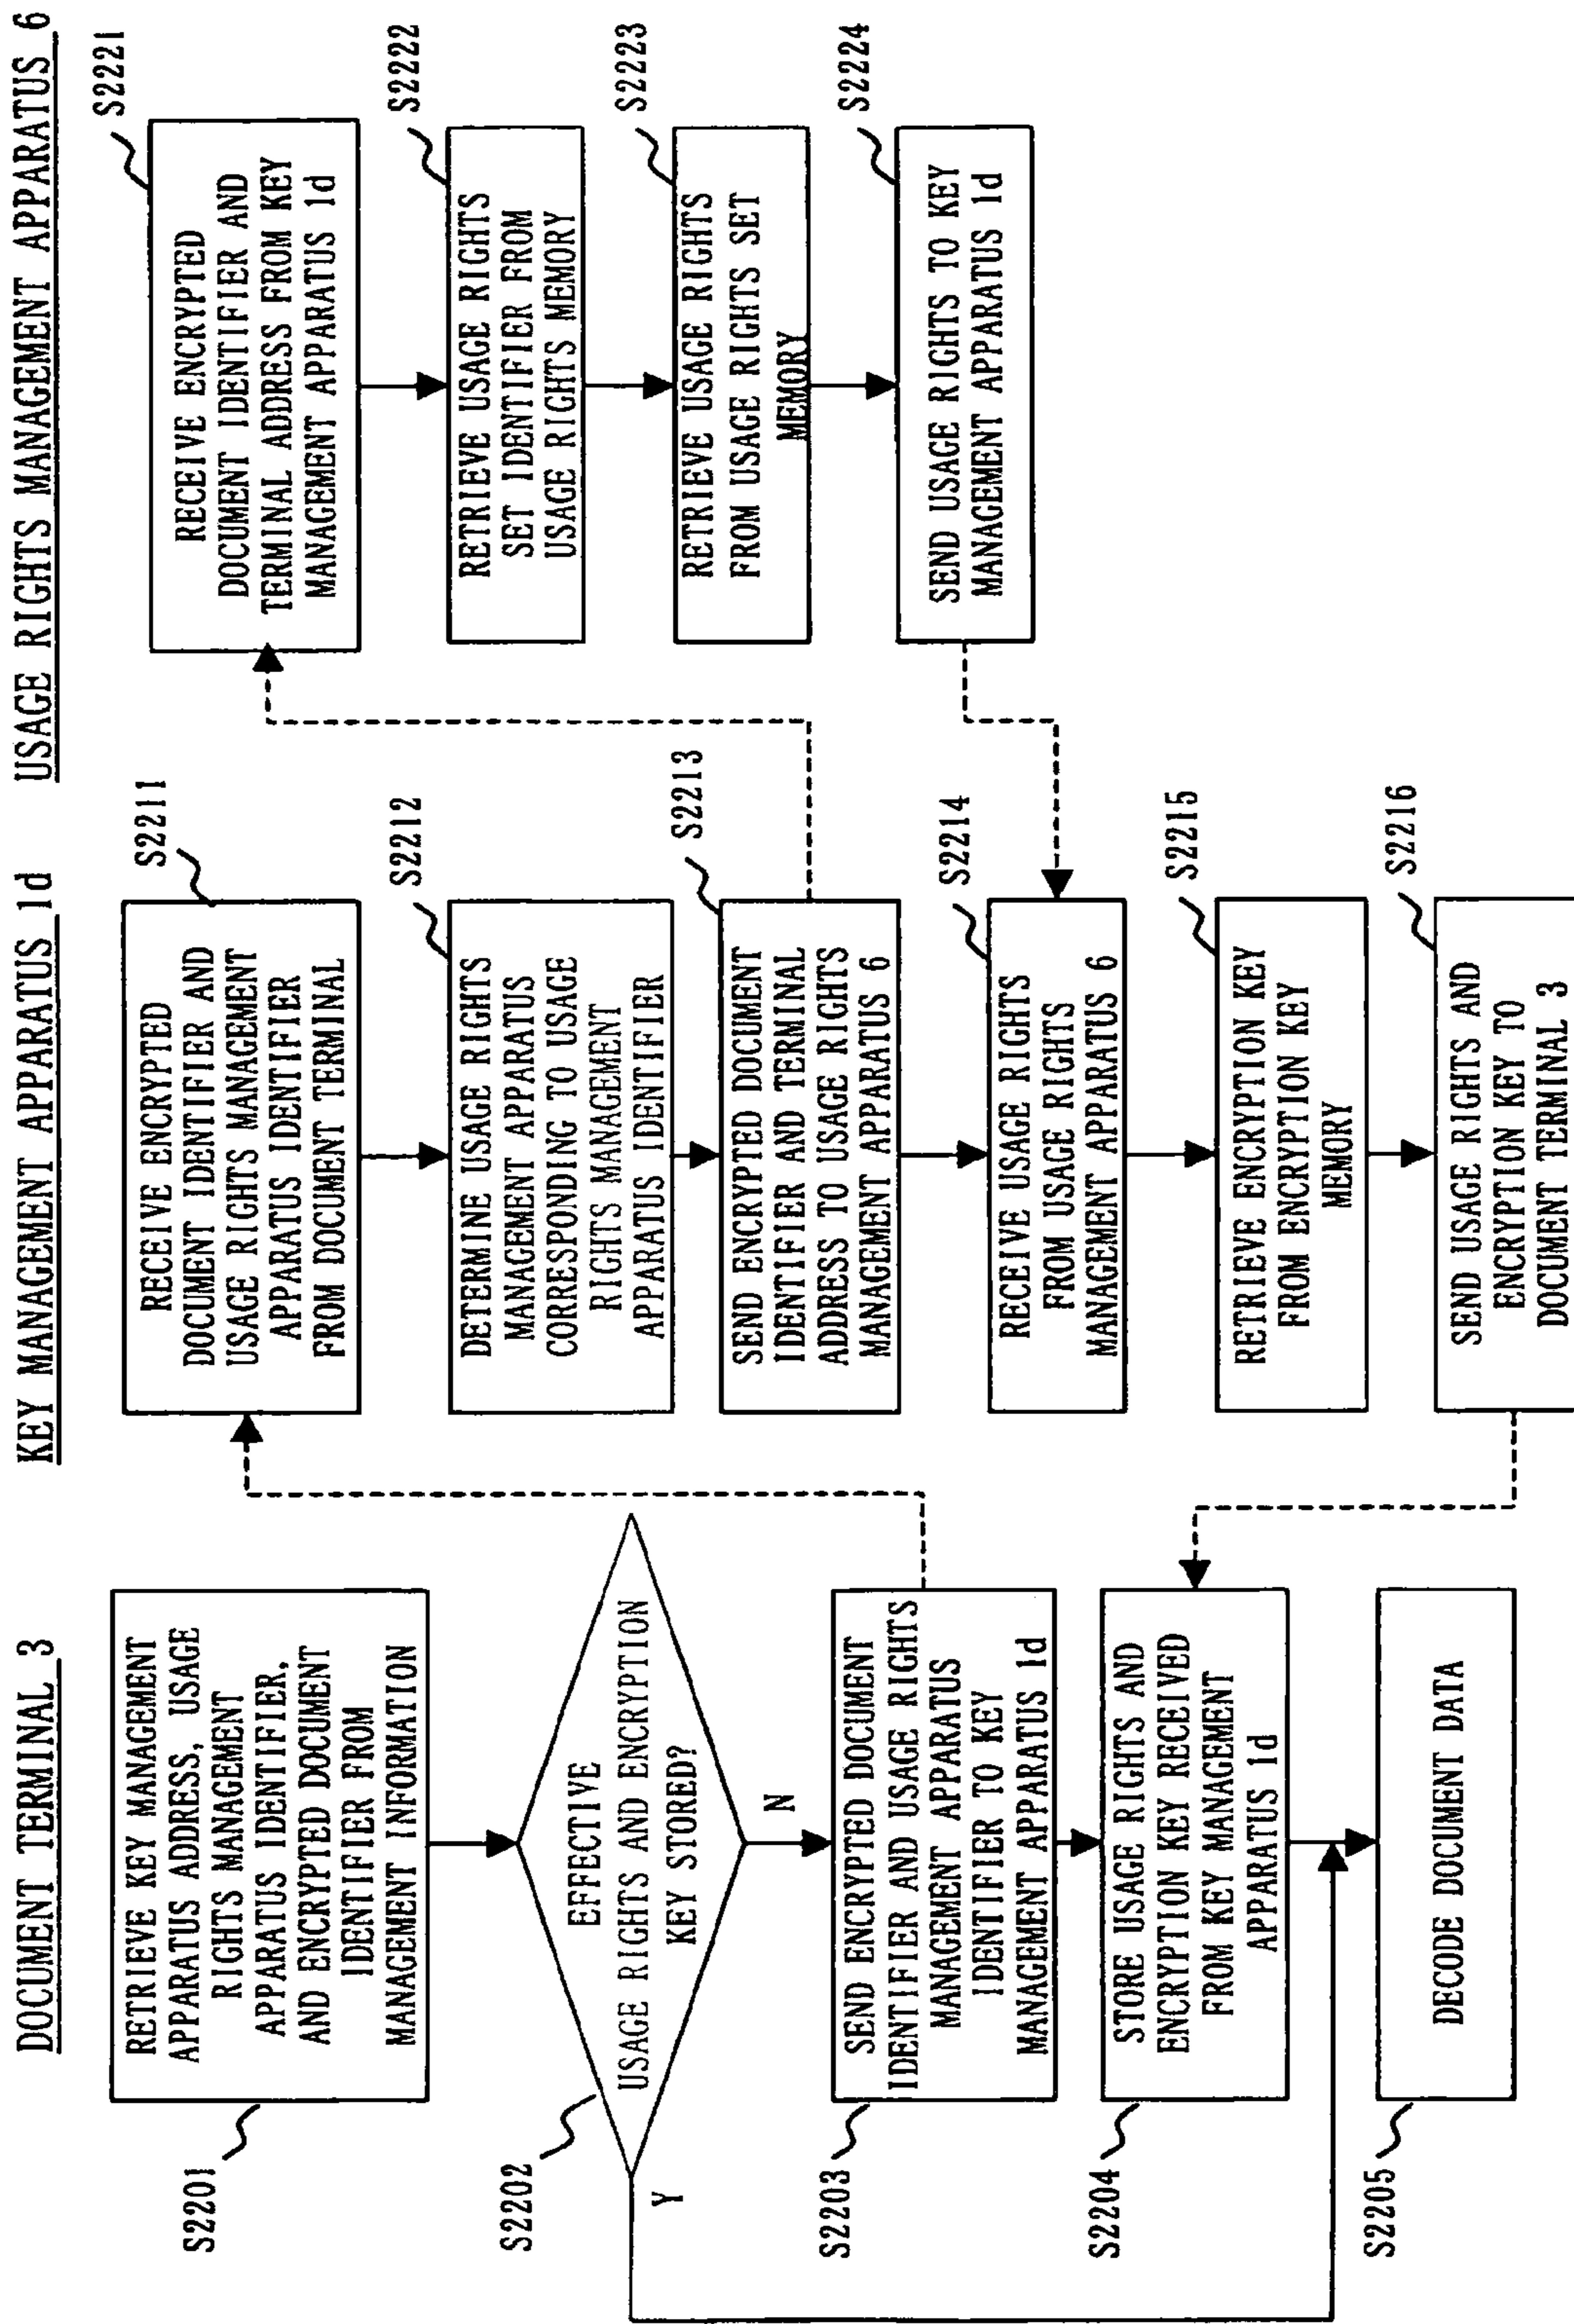 DOCUMENT TERMINAL 3
S2201
RETRIEVE KEY MANAGEMENT
APPARATUS ADDRESS, USAGE
RIGHTS MANAGEMENT
APPARATUS IDENTIFIER,
AND ENCRYPTED DOCUMENT
IDENTIFIER FROM
MANAGEMENT INFORMATION
S2202
EFFECTIVE
USAGE RIGHTS AND ENCRYPTION
KEY STORED?
Y
N
S2203
SEND ENCRYPTED DOCUMENT
IDENTIFIER AND USAGE RIGHTS
MANAGEMENT APPARATUS
IDENTIFIER TO KEY
MANAGEMENT APPARATUS 1d
S2204
STORE USAGE RIGHTS AND
ENCRYPTION KEY RECEIVED
FROM KEY MANAGEMENT
APPARATUS 1d
S2205
DECODE DOCUMENT DATA
KEY MANAGEMENT APPARATUS 1d
S2211
RECEIVE ENCRYPTED
DOCUMENT IDENTIFIER AND
USAGE RIGHTS MANAGEMENT
APPARATUS IDENTIFIER
FROM DOCUMENT TERMINAL
S2212
DETERMINE USAGE RIGHTS
MANAGEMENT APPARATUS
CORRESPONDING TO USAGE
RIGHTS MANAGEMENT
APPARATUS IDENTIFIER
S2213
SEND ENCRYPTED DOCUMENT
IDENTIFIER AND TERMINAL
ADDRESS TO USAGE RIGHTS
MANAGEMENT APPARATUS 6
S2214
RECEIVE USAGE RIGHTS
FROM USAGE RIGHTS
MANAGEMENT APPARATUS 6
S2215
RETRIEVE ENCRYPTION KEY
FROM ENCRYPTION KEY
MEMORY
S2216
SEND USAGE RIGHTS AND
ENCRYPTION KEY TO
DOCUMENT TERMINAL 3
USAGE RIGHTS MANAGEMENT APPARATUS 6
S2221
RECEIVE ENCRYPTED
DOCUMENT IDENTIFIER AND
TERMINAL ADDRESS FROM KEY
MANAGEMENT APPARATUS 1d
S2222
RETRIEVE USAGE RIGHTS
SET IDENTIFIER FROM
USAGE RIGHTS MEMORY
S2223
RETRIEVE USAGE RIGHTS
FROM USAGE RIGHTS SET
MEMORY
S2224
SEND USAGE RIGHTS TO KEY
MANAGEMENT APPARATUS 1d